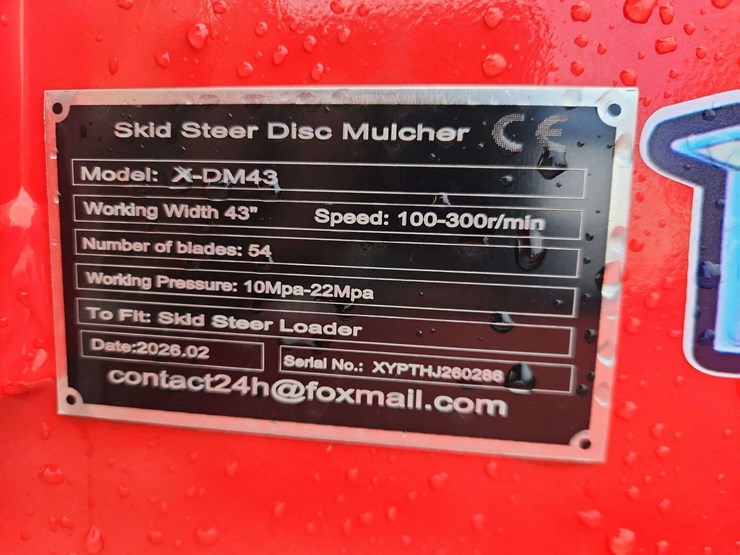 Skid Steer Disc Mulcher CE
Model: X-DM43
Working Width 43" Speed: 100-300r/min
Number of blades: 54
Working Pressure: 10Mpa-22Mpa
To Fit: Skid Steer Loader
Date:2026.02 Serial No.: XYPTHJ260286
contact24h@foxmail.com